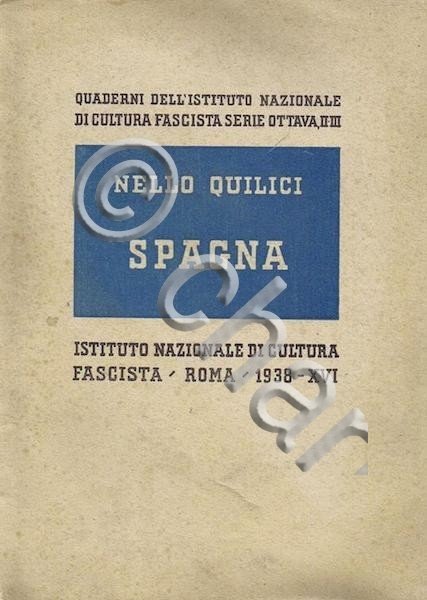 QUADERNI DELL'ISTITUTO NAZIONALE
DI CULTURA FASCISTA SERIE OTTAVA, II-III
NELLO QUILICI
SPAGNA
ISTITUTO NAZIONALE DI CULTURA
FASCISTA - ROMA - 1938 - XVI
© char